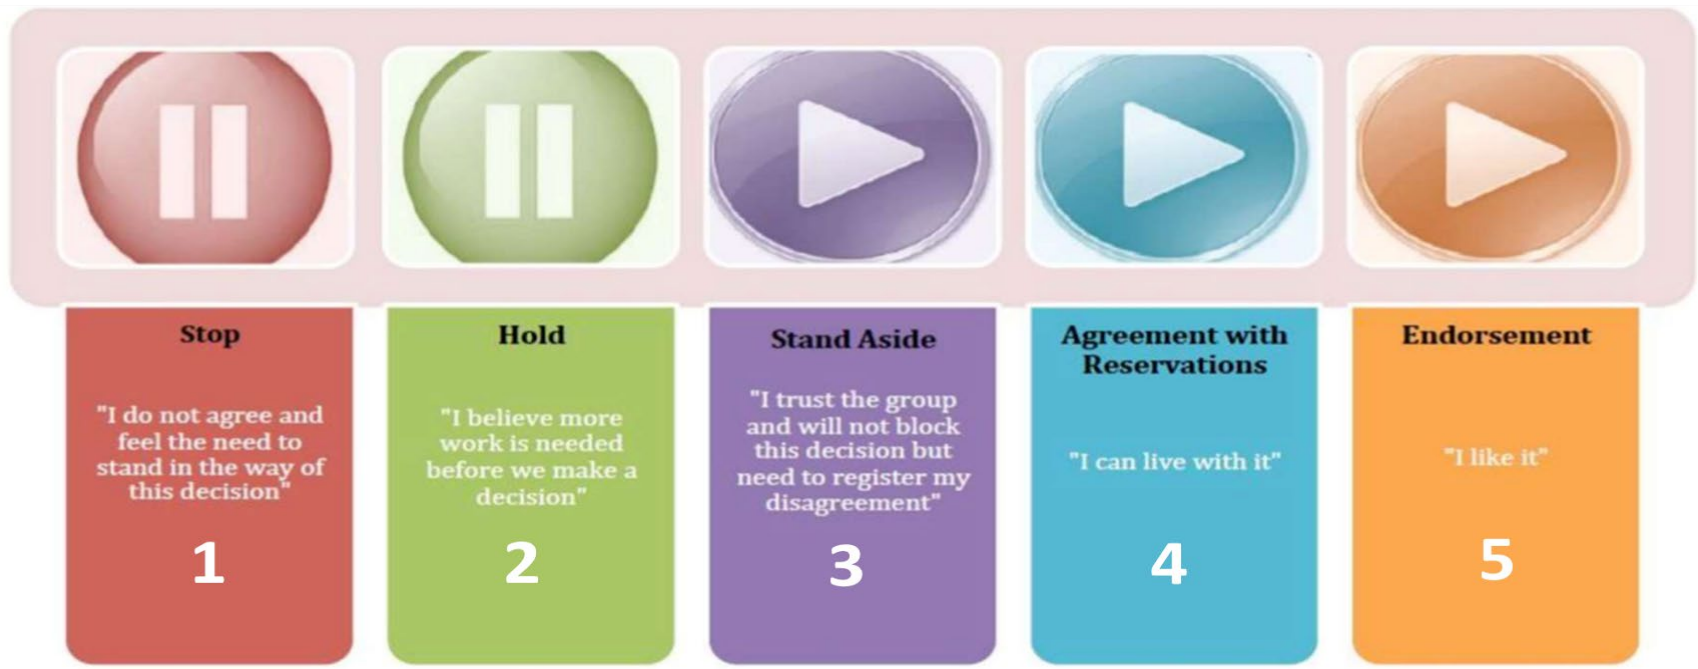 Stop
"I do not agree and
feel the need to
stand in the way of
this decision"
1
Hold
"I believe more
work is needed
before we make a
decision"
2
Stand Aside
"I trust the group
and will not block
this decision but
need to register my
disagreement"
3
Agreement with
Reservations
"I can live with it"
4
Endorsement
"I like it"
5